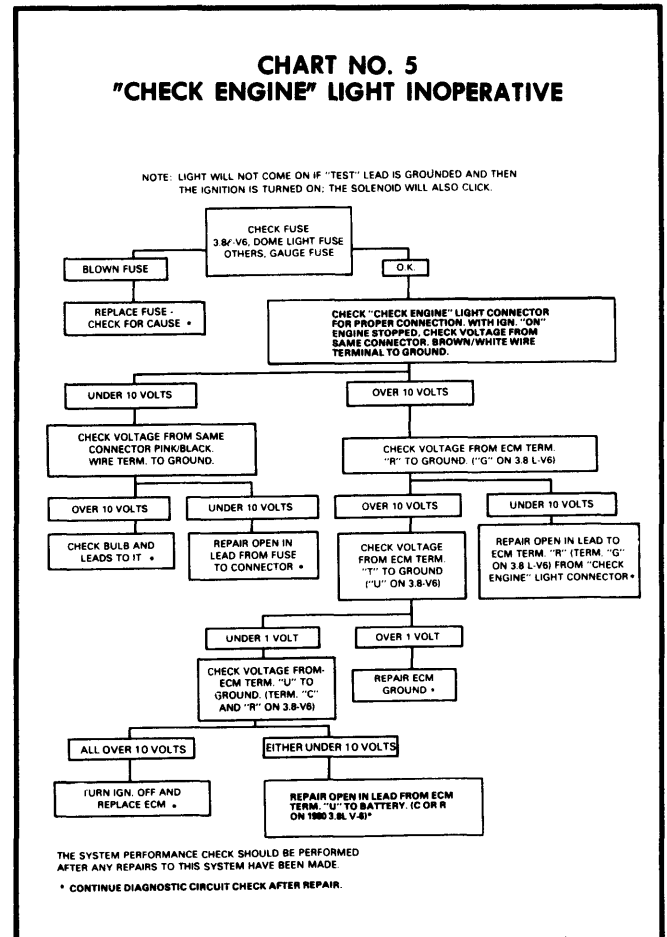 CHART NO. 5
"CHECK ENGINE" LIGHT INOPERATIVE
NOTE: LIGHT WILL NOT COME ON IF "TEST" LEAD IS GROUNDED AND THEN
THE IGNITION IS TURNED ON; THE SOLENOID WILL ALSO CLICK.
CHECK FUSE
3.8ℓ-V6, DOME LIGHT FUSE
OTHERS, GAUGE FUSE
BLOWN FUSE
O.K.
REPLACE FUSE -
CHECK FOR CAUSE *
CHECK "CHECK ENGINE" LIGHT CONNECTOR
FOR PROPER CONNECTION. WITH IGN. "ON"
ENGINE STOPPED, CHECK VOLTAGE FROM
SAME CONNECTOR. BROWN/WHITE WIRE
TERMINAL TO GROUND.
UNDER 10 VOLTS
OVER 10 VOLTS
CHECK VOLTAGE FROM SAME
CONNECTOR PINK/BLACK.
WIRE TERM. TO GROUND.
CHECK VOLTAGE FROM ECM TERM.
"R" TO GROUND. ("G" ON 3.8 L-V6)
OVER 10 VOLTS
UNDER 10 VOLTS
OVER 10 VOLTS
UNDER 10 VOLTS
CHECK BULB AND
LEADS TO IT *
REPAIR OPEN IN
LEAD FROM FUSE
TO CONNECTOR *
CHECK VOLTAGE
FROM ECM TERM.
"T" TO GROUND
("U" ON 3.8-V6)
REPAIR OPEN IN LEAD TO
ECM TERM. "R" (TERM. "G"
ON 3.8 L-V6) FROM "CHECK
ENGINE" LIGHT CONNECTOR *
UNDER 1 VOLT
OVER 1 VOLT
CHECK VOLTAGE FROM-
ECM TERM. "U" TO
GROUND. (TERM. "C"
AND "R" ON 3.8-V6)
REPAIR ECM
GROUND *
ALL OVER 10 VOLTS
EITHER UNDER 10 VOLTS
TURN IGN. OFF AND
REPLACE ECM *
REPAIR OPEN IN LEAD FROM ECM
TERM. "U" TO BATTERY. (C OR R
ON 1980 3.8L V-6)*
THE SYSTEM PERFORMANCE CHECK SHOULD BE PERFORMED
AFTER ANY REPAIRS TO THIS SYSTEM HAVE BEEN MADE.
* CONTINUE DIAGNOSTIC CIRCUIT CHECK AFTER REPAIR.